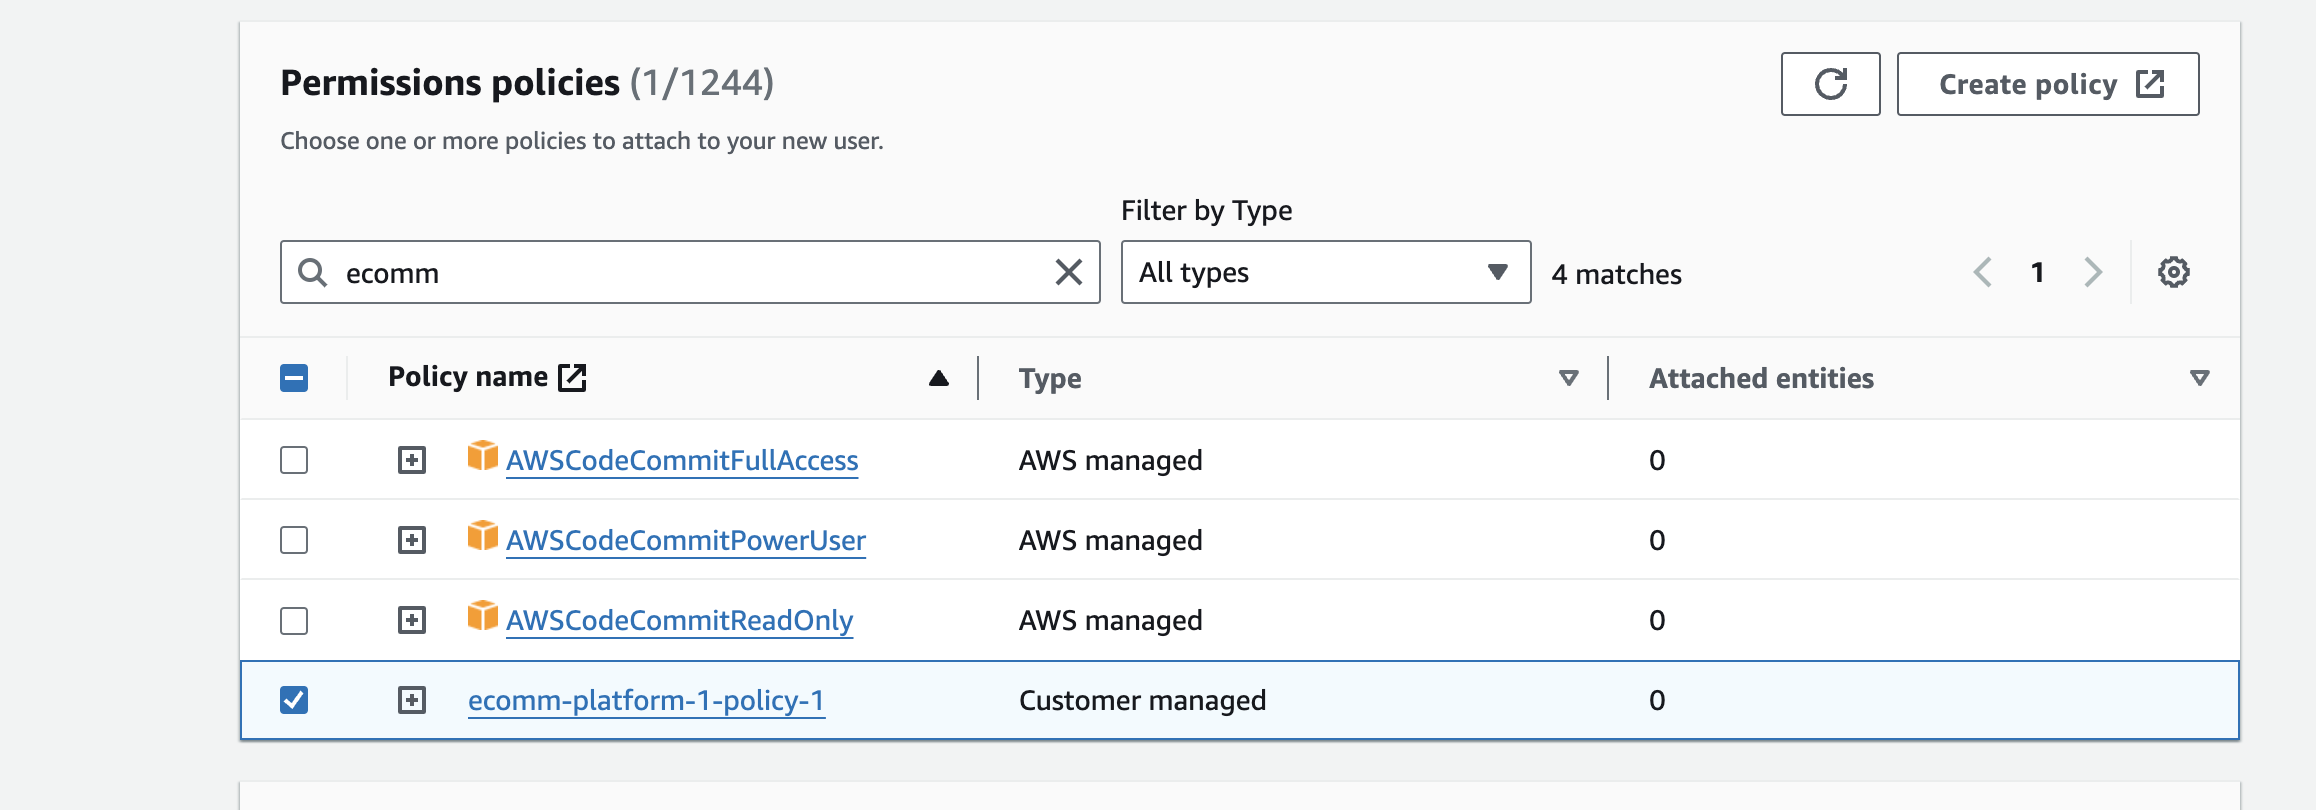 Permissions policies (1/1244)
Create policy
Choose one or more policies to attach to your new user.
Filter by Type
ecomm
All types
4 matches
1
Policy name
Type
Attached entities
AWSCodeCommitFullAccess
AWS managed
0
AWSCodeCommitPowerUser
AWS managed
0
AWSCodeCommitReadOnly
AWS managed
0
ecomm-platform-1-policy-1
Customer managed
0